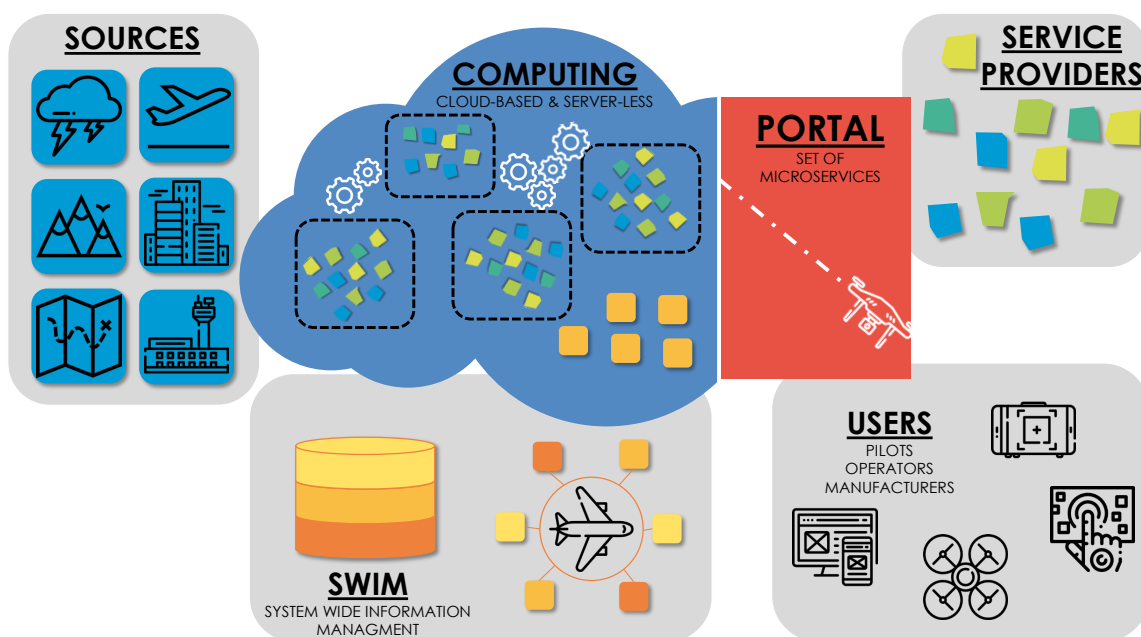 SOURCES
COMPUTING
CLOUD-BASED & SERVER-LESS
PORTAL
SET OF
MICROSERVICES
SERVICE
PROVIDERS
SWIM
SYSTEM WIDE INFORMATION
MANAGMENT
USERS
PILOTS
OPERATORS
MANUFACTURERS